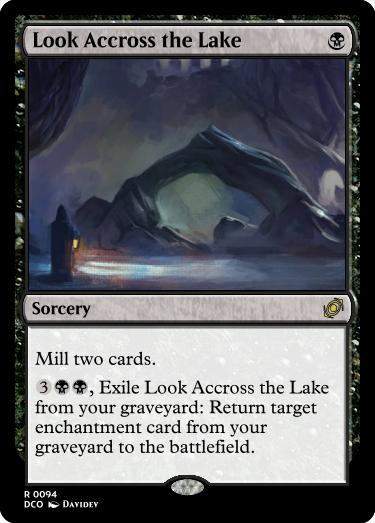 Look Accross the Lake
Sorcery
Mill two cards.
3, Exile Look Accross the Lake
from your graveyard: Return target
enchantment card from your
graveyard to the battlefield.
R 0094
DCO Davidev